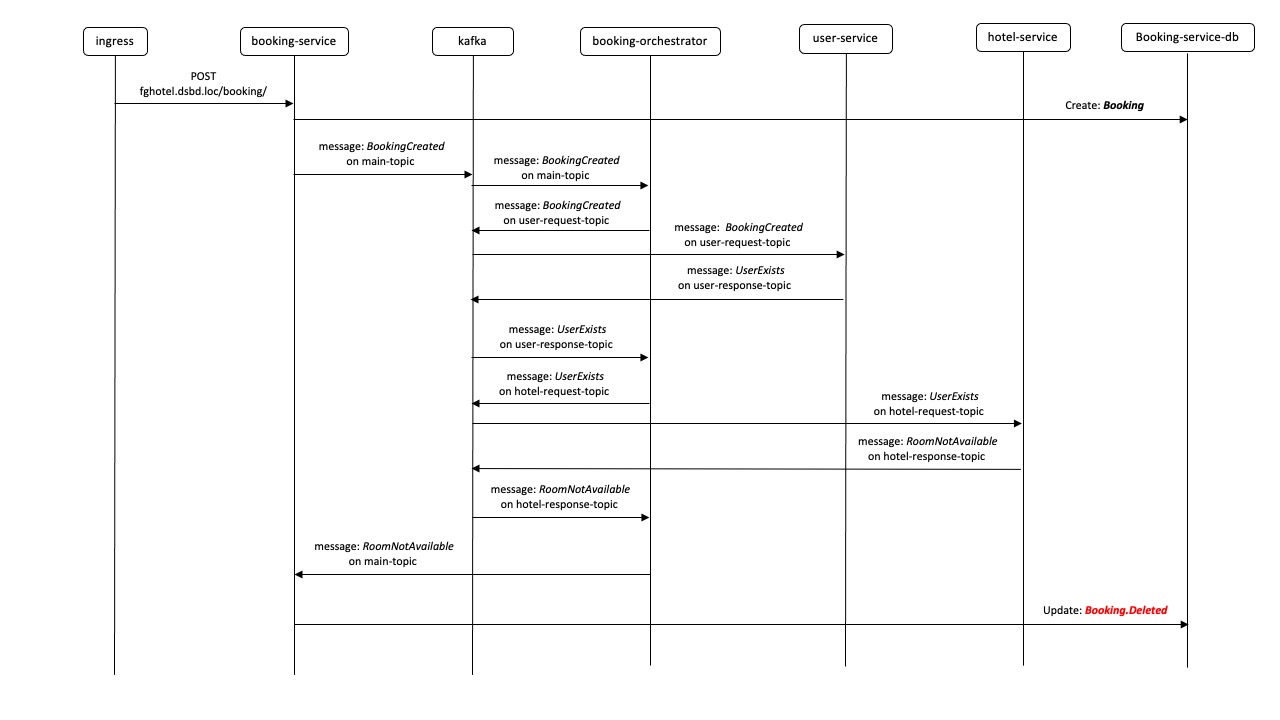 ingress
booking-service
kafka
booking-orchestrator
user-service
hotel-service
Booking-service-db
POST
fghotel.dsbd.loc/booking/
Create: Booking
message: BookingCreated
on main-topic
message: BookingCreated
on main-topic
message: BookingCreated
on user-request-topic
message: BookingCreated
on user-request-topic
message: UserExists
on user-response-topic
message: UserExists
on user-response-topic
message: UserExists
on hotel-request-topic
message: UserExists
on hotel-request-topic
message: RoomNotAvailable
on hotel-response-topic
message: RoomNotAvailable
on hotel-response-topic
message: RoomNotAvailable
on main-topic
Update: Booking.Deleted